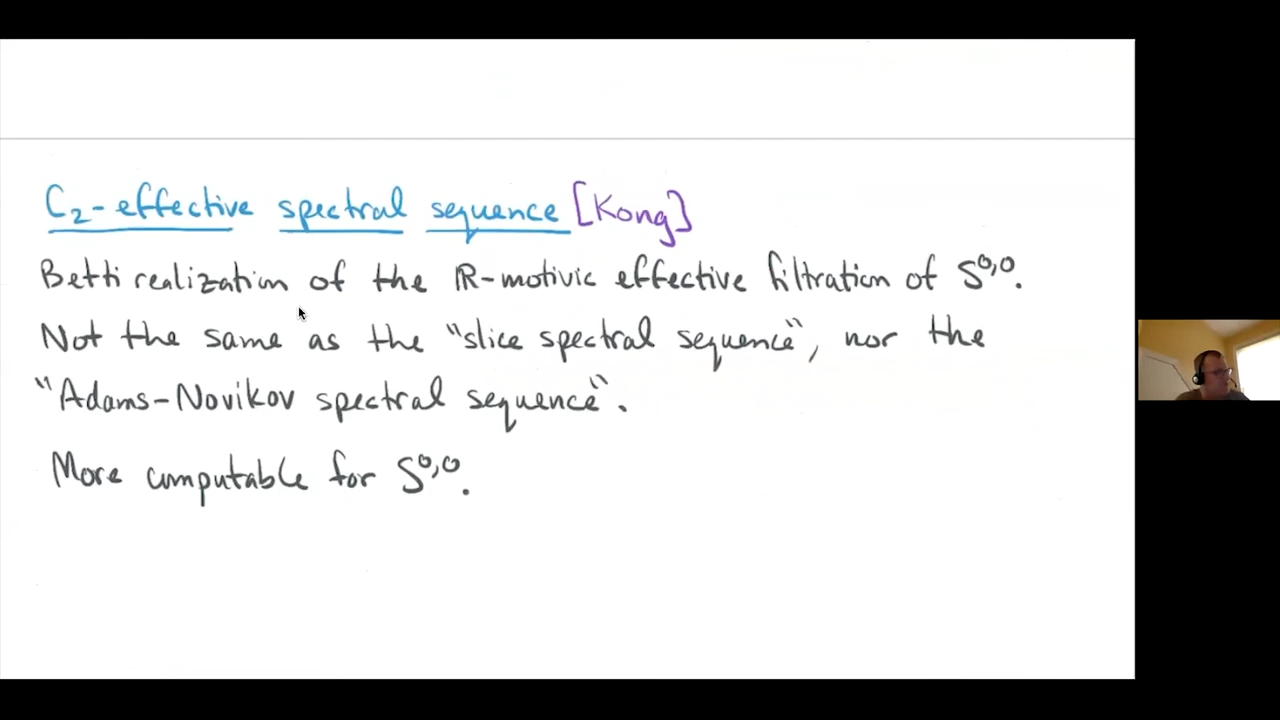 C₂-effective spectral sequence [Kong]
Betti realization of the ℝ-motivic effective filtration of S⁰,⁰.
Not the same as the "slice spectral sequence", nor the
"Adams-Novikov spectral sequence".
More computable for S⁰,⁰.